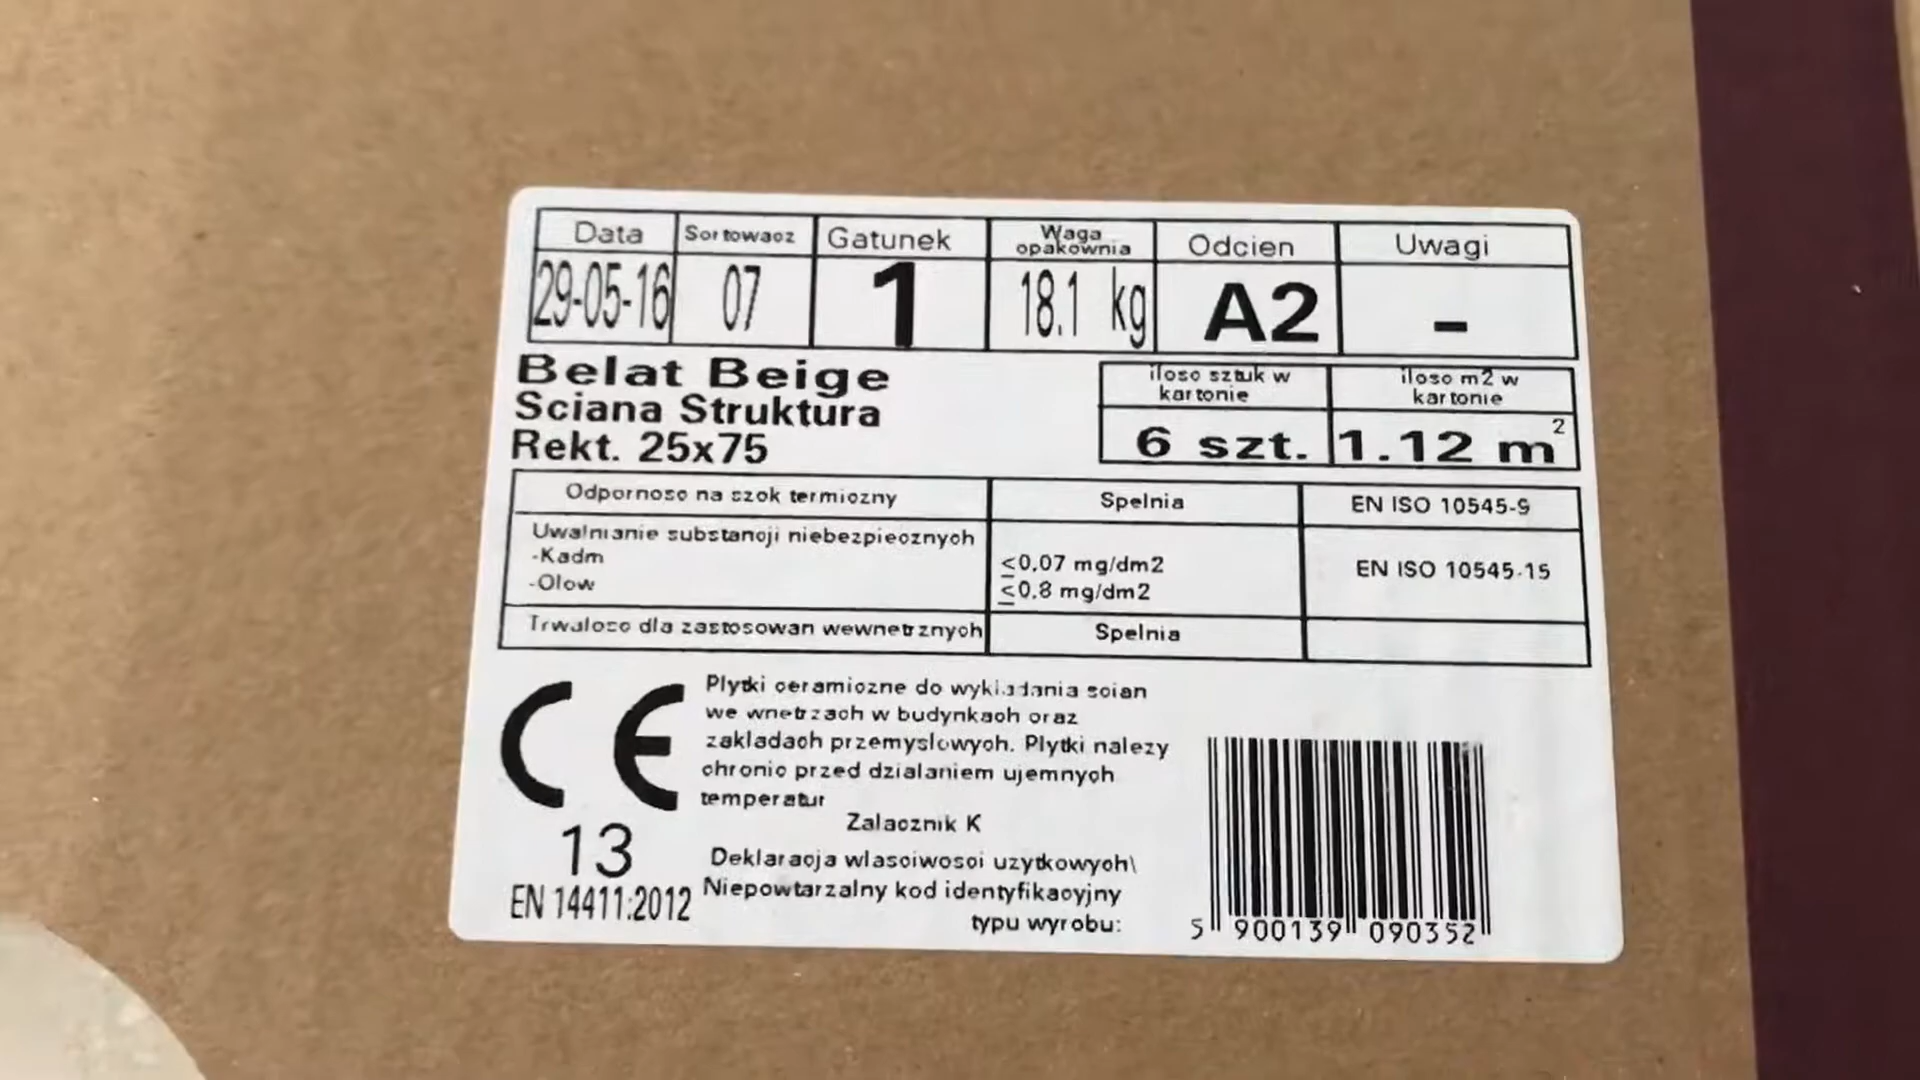 Data Sortowacz Gatunek Waga opakownia Odcien Uwagi
29-05-16 07 1 18.1 kg A2 -
Belat Beige
Sciana Struktura
Rekt. 25x75
ilosc sztuk w kartonie
6 szt.
ilosc m2 w kartonie
1.12 m²
Odpornosc na szok termiczny Spelnia EN ISO 10545-9
Uwalnianie substancji niebezpiecznych
-Kadm ≤0.07 mg/dm2 EN ISO 10545-15
-Olow ≤0.8 mg/dm2
Trwalosc dla zastosowan wewnetrznych Spelnia
CE
13
EN 14411:2012
Plytki ceramiczne do wykladania scian
we wnetrzach w budynkach oraz
zakladach przemyslowych. Plytki nalezy
chronic przed dzialaniem ujemnych
temperatur
Zalacznik K
Deklaracja wlasciwosci uzytkowych\
Niepowtarzalny kod identyfikacyjny
typu wyrobu:
5 900139 090352